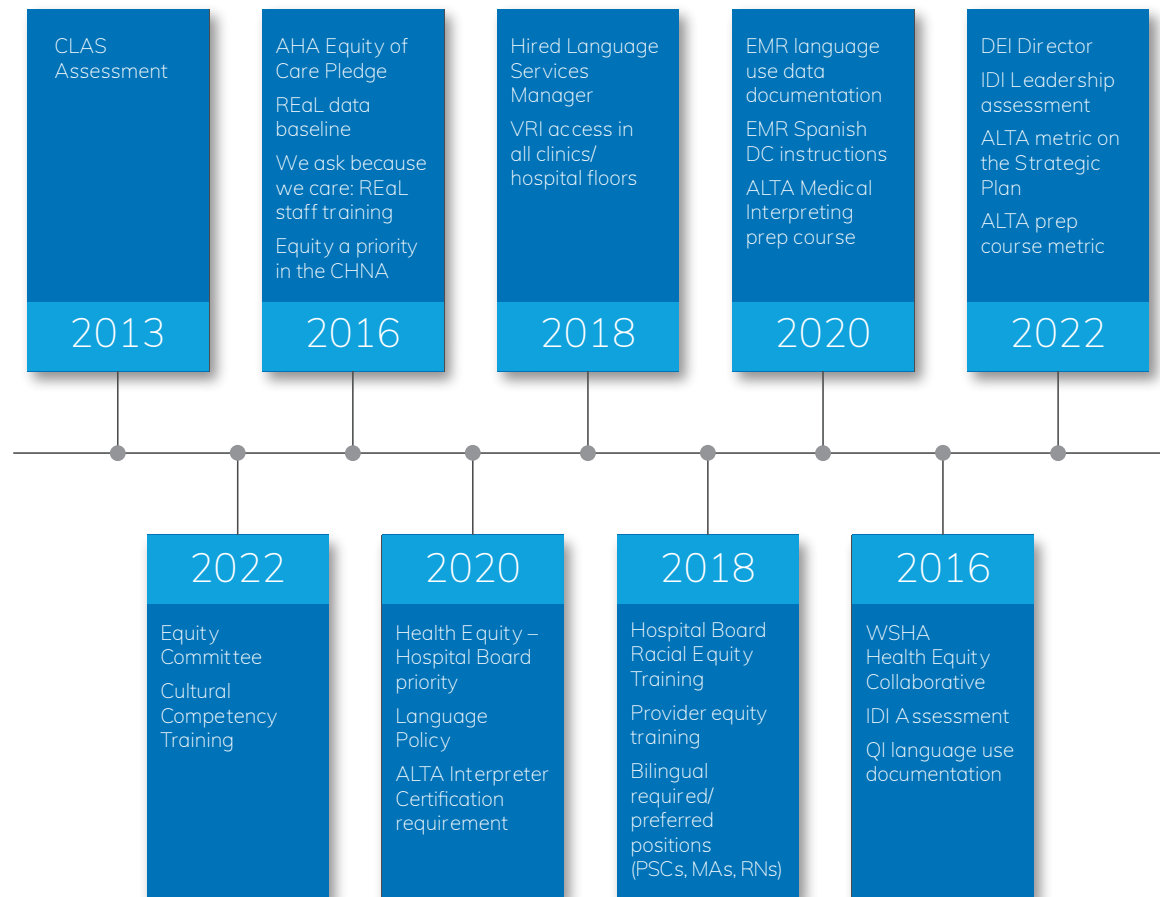 CLAS
Assessment
2013
AHA Equity of
Care Pledge
REaL data
baseline
We ask because
we care: REaL
staff training
Equity a priority
in the CHNA
2016
Hired Language
Services
Manager
VRI access in
all clinics/
hospital floors
2018
EMR language
use data
documentation
EMR Spanish
DC instructions
ALTA Medical
Interpreting
prep course
2020
DEI Director
IDI Leadership
assessment
ALTA metric on
the Strategic
Plan
ALTA prep
course metric
2022
2022
Equity
Committee
Cultural
Competency
Training
2020
Health Equity –
Hospital Board
priority
Language
Policy
ALTA Interpreter
Certification
requirement
2018
Hospital Board
Racial Equity
Training
Provider equity
training
Bilingual
required/
preferred
positions
(PSCs, MAs, RNs)
2016
WSHA
Health Equity
Collaborative
IDI Assessment
QI language use
documentation